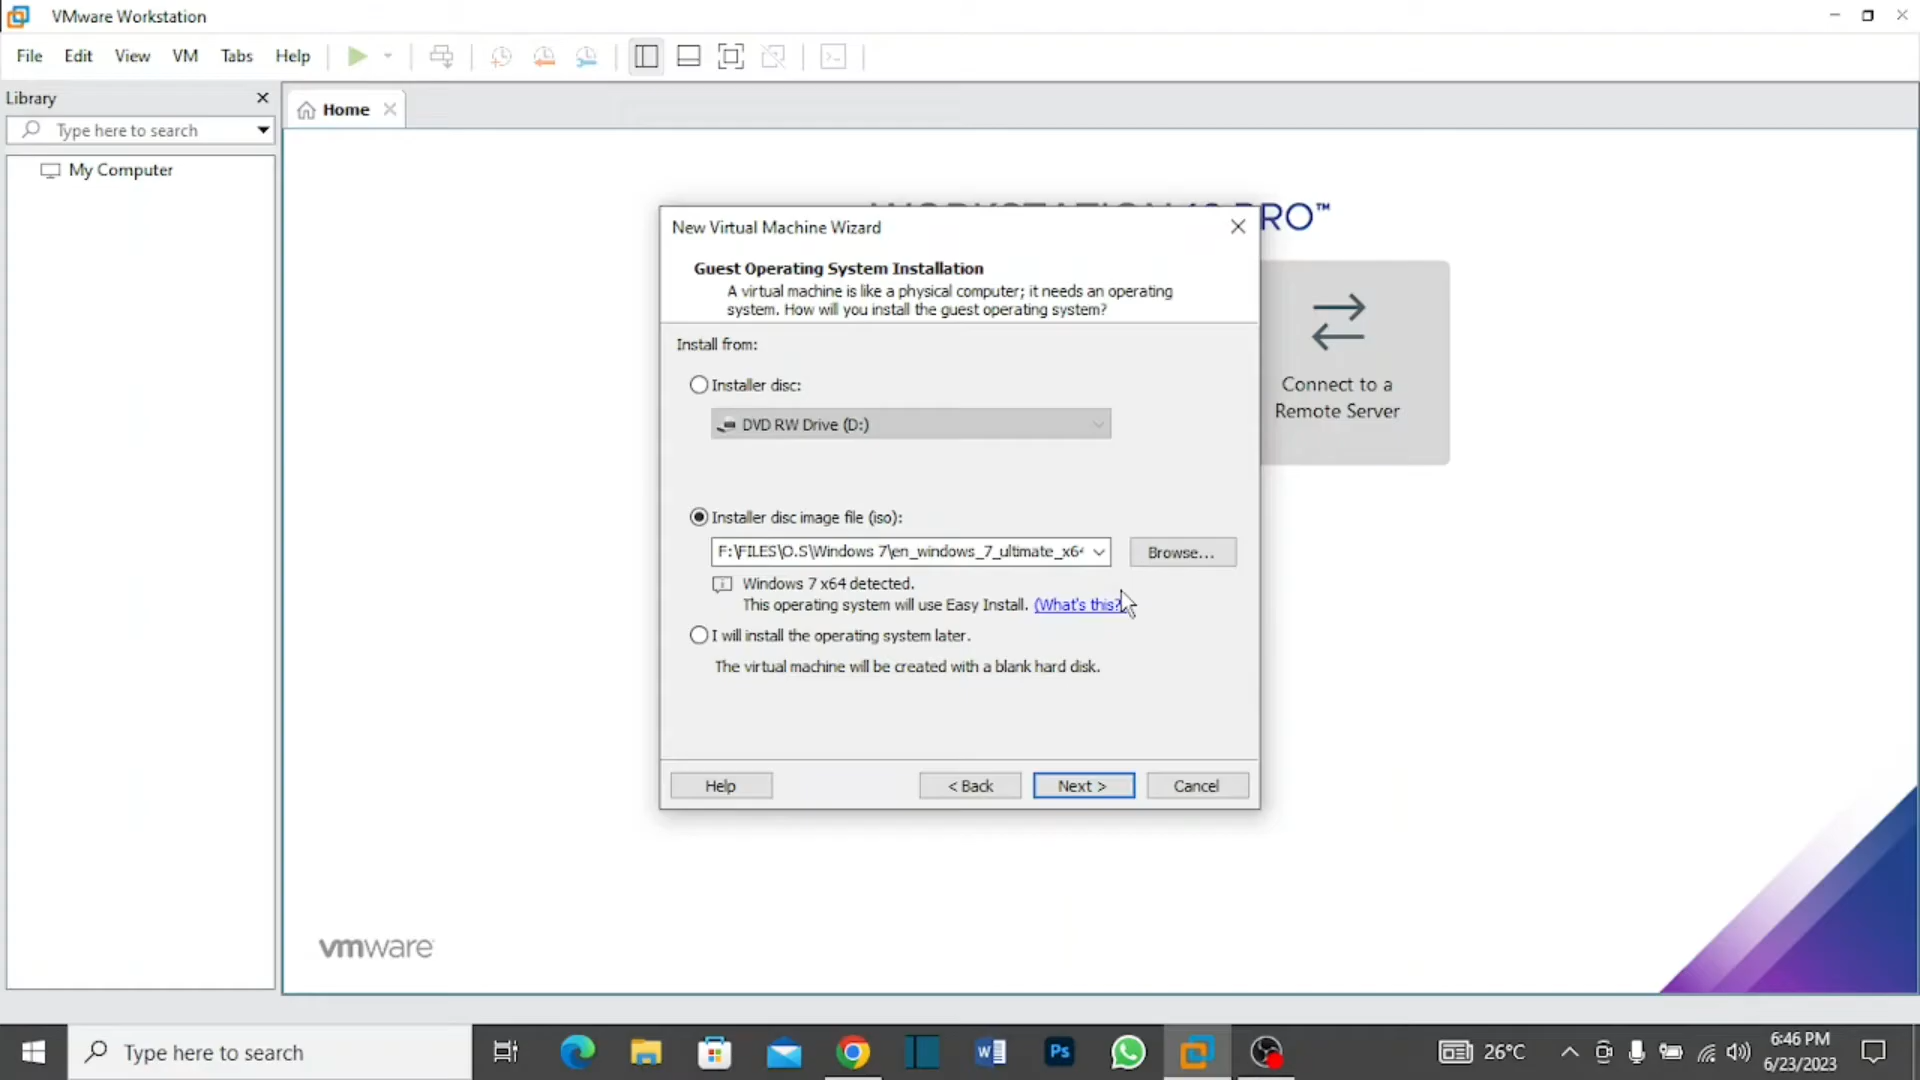 VMware Workstation
File Edit View VM Tabs Help
Library
Home
Type here to search
My Computer
PRO™
New Virtual Machine Wizard
Guest Operating System Installation
A virtual machine is like a physical computer; it needs an operating
system. How will you install the guest operating system?
Install from:
Installer disc:
DVD RW Drive (D:)
Connect to a
Remote Server
Installer disc image file (iso):
F:\FILES\O.S\Windows 7\en_windows_7_ultimate_x64
Browse...
Windows 7 x64 detected.
This operating system will use Easy Install. (What's this?
I will install the operating system later.
The virtual machine will be created with a blank hard disk.
Help
< Back
Next >
Cancel
vmware
Type here to search
Ps
26°C
6:46 PM
6/23/2023